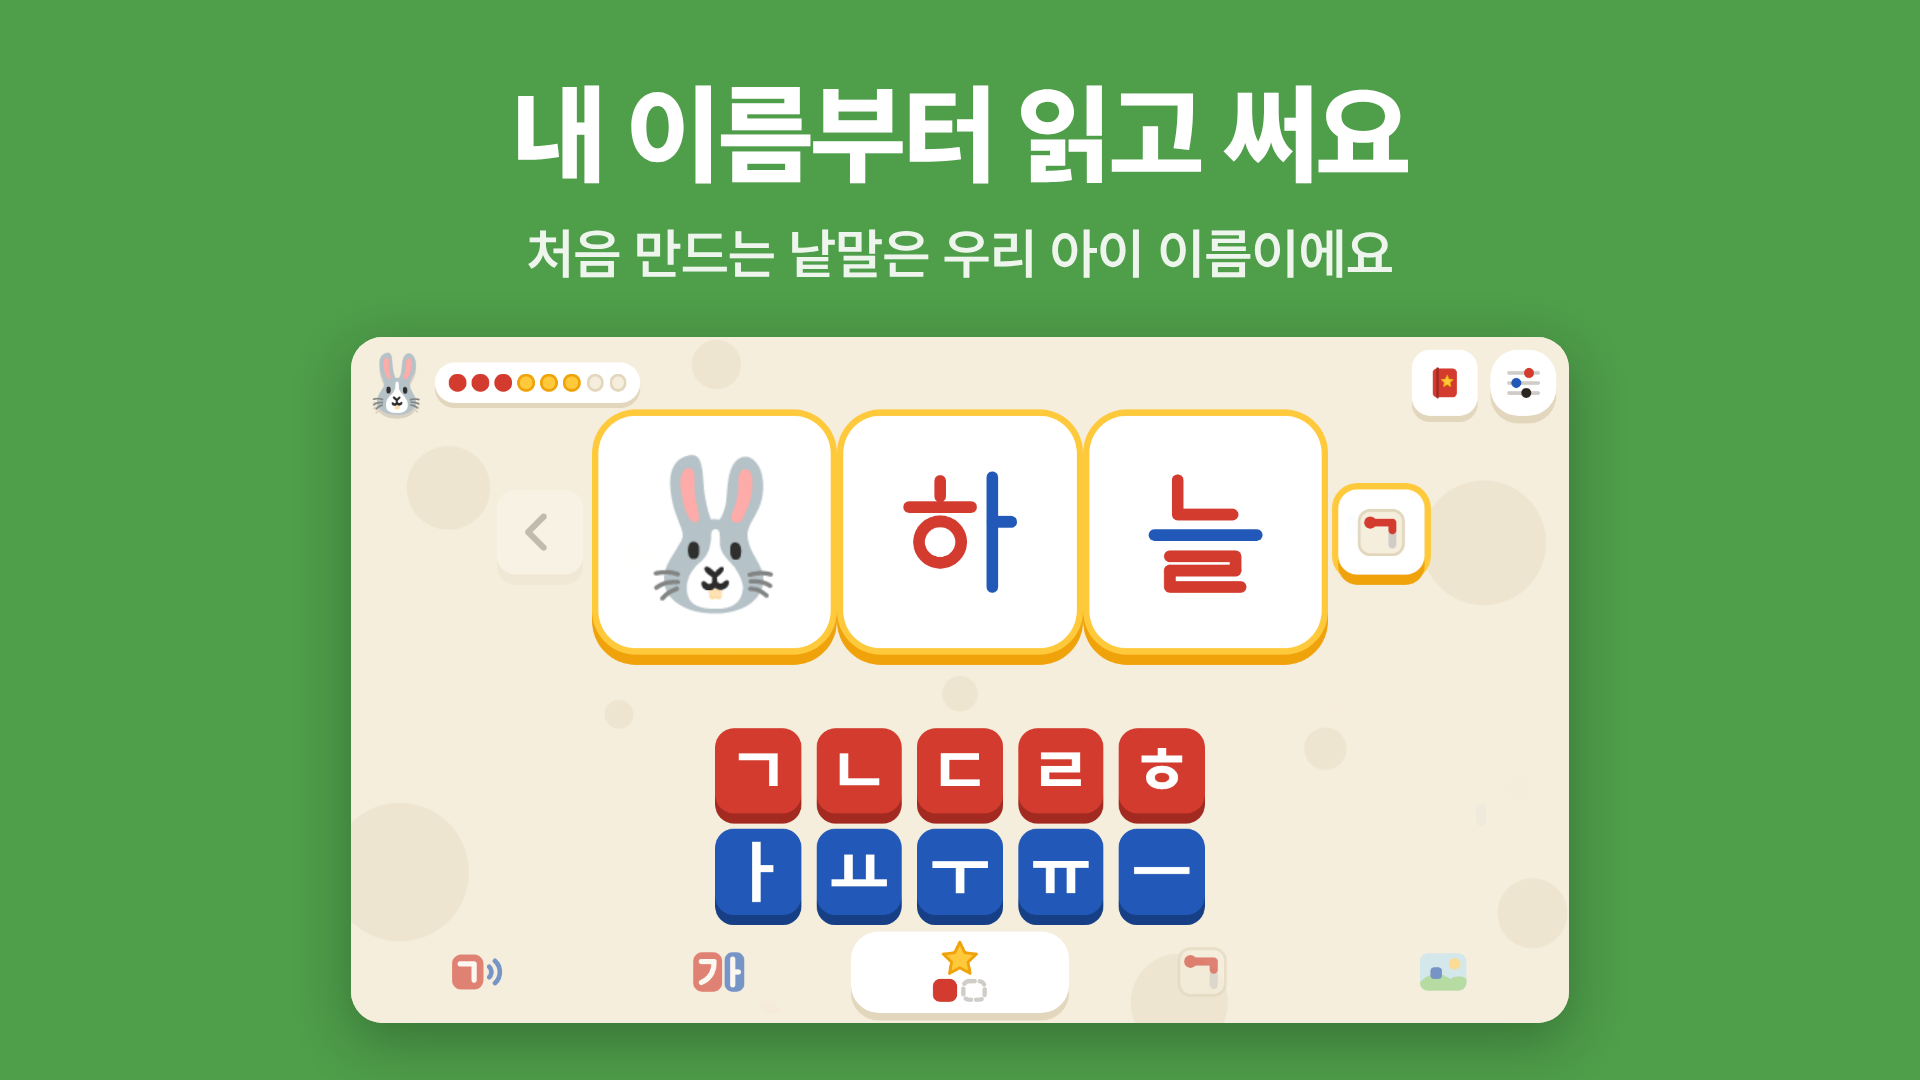 내 이름부터 읽고 써요
처음 만드는 낱말은 우리 아이 이름이에요
하 늘
ㄱ
ㄱ ㄴ ㄷ ㄹ ㅎ
ㅏ ㅛ ㅜ ㅠ ㅡ
ㄱ 가 ㄱ